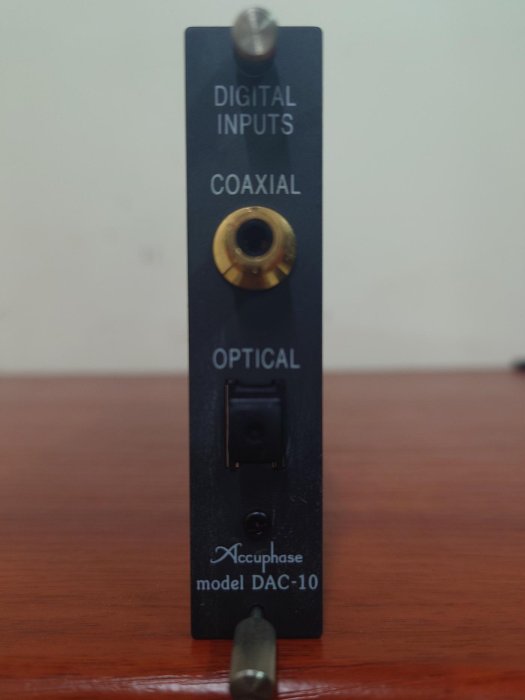 DIGITAL
INPUTS
COAXIAL
OPTICAL
Accuphase
model DAC-10